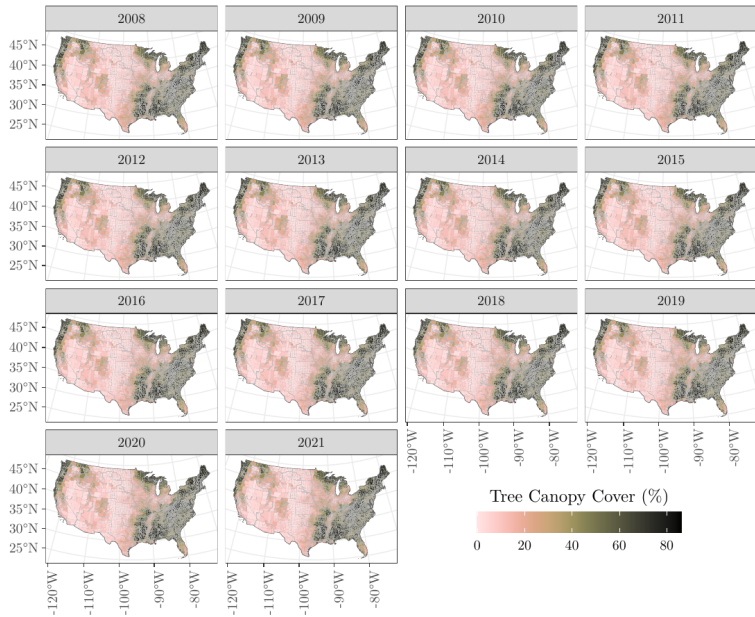 2008 2009 2010 2011
45°N
40°N
35°N
30°N
25°N
2012 2013 2014 2015
45°N
40°N
35°N
30°N
25°N
2016 2017 2018 2019
45°N
40°N
35°N
30°N
25°N
-120°W -110°W -100°W -90°W -80°W -120°W -110°W -100°W -90°W -80°W
2020 2021
45°N
40°N
35°N
30°N
25°N
Tree Canopy Cover (%)
0 20 40 60 80
-120°W -110°W -100°W -90°W -80°W -120°W -110°W -100°W -90°W -80°W